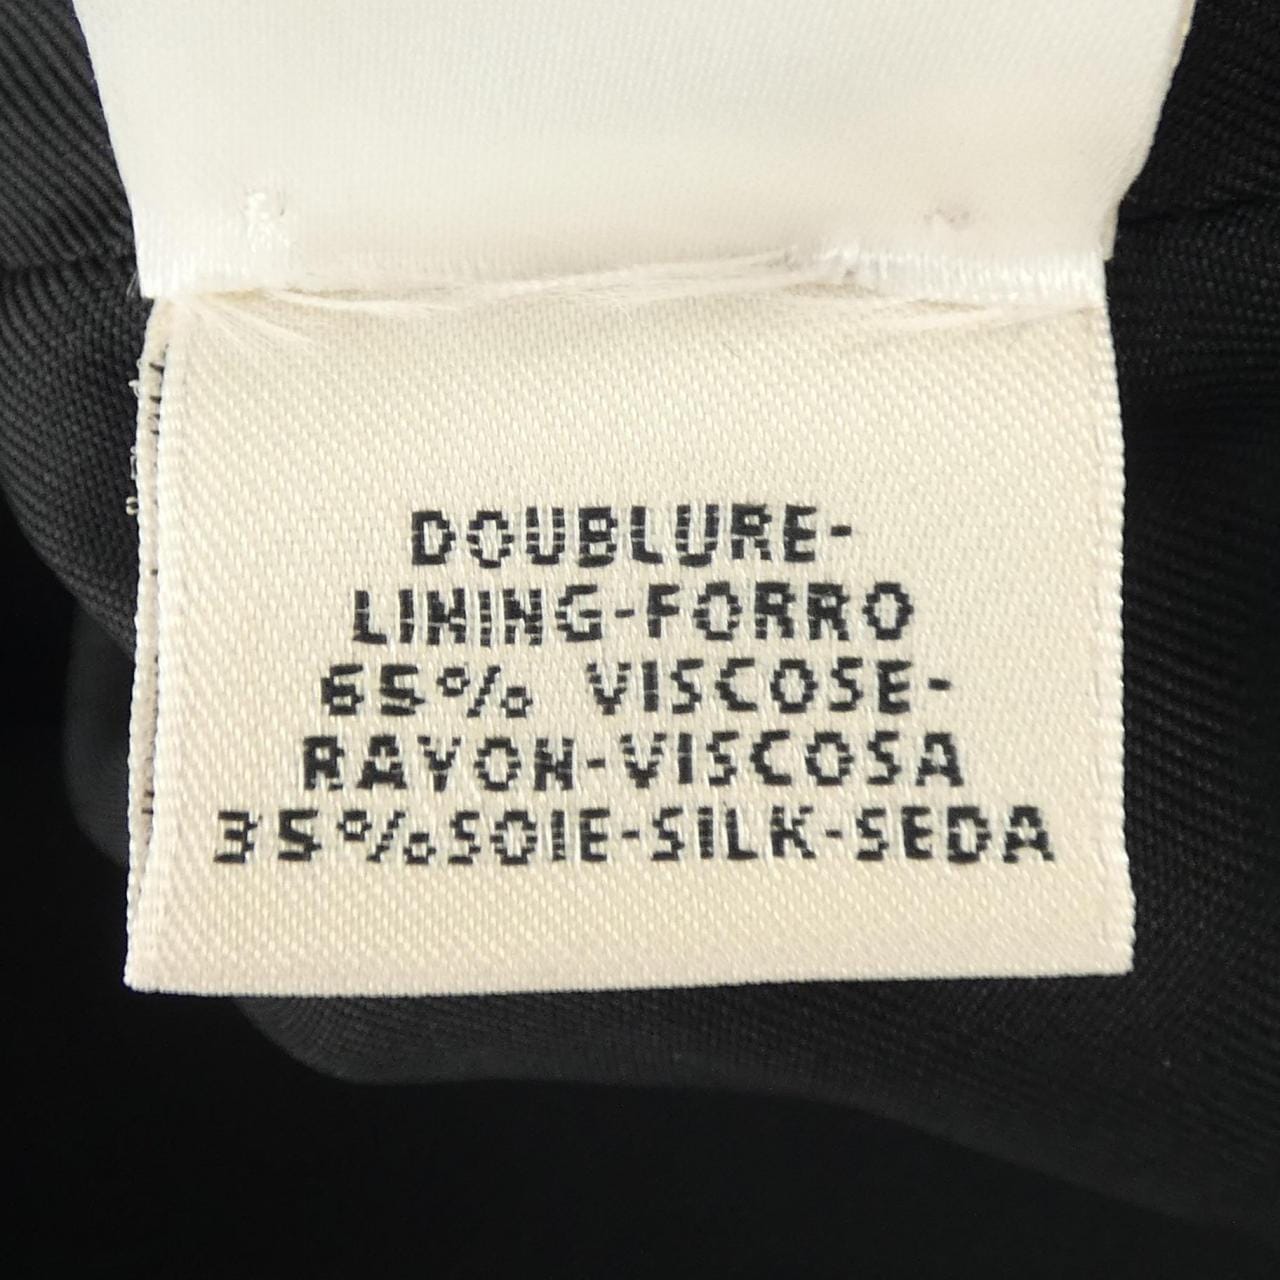 DOUBLURE-
LINING-FORRO
65% VISCOSE-
RAYON-VISCOSA
35%SOIE-SILK-SEDA